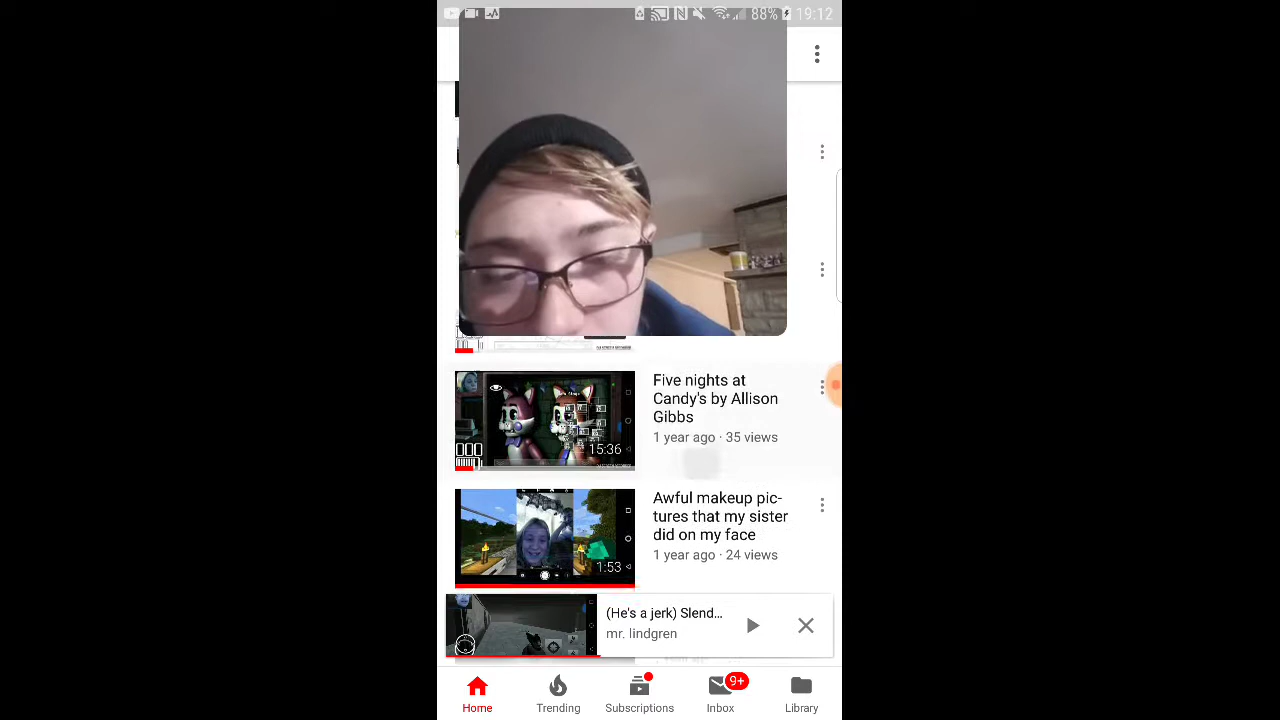 88% 19:12
Five nights at
Candy's by Allison
Gibbs
1 year ago · 35 views
15:36
Awful makeup pic-
tures that my sister
did on my face
1 year ago · 24 views
1:53
(He's a jerk) Slend...
mr. lindgren
9+
Home Trending Subscriptions Inbox Library